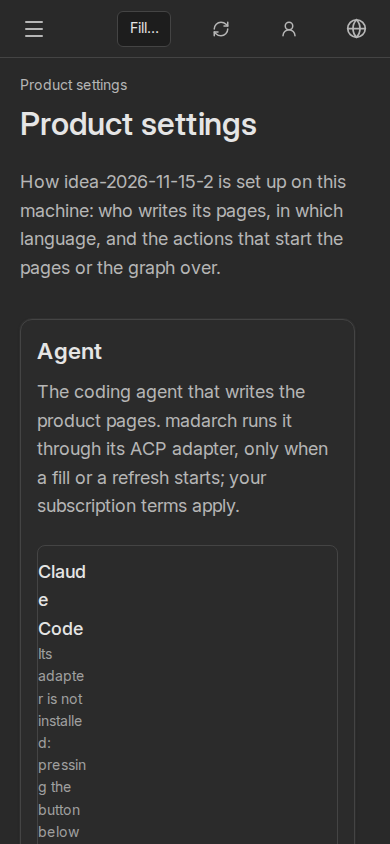 Fill...
Product settings
Product settings
How idea-2026-11-15-2 is set up on this
machine: who writes its pages, in which
language, and the actions that start the
pages or the graph over.
Agent
The coding agent that writes the
product pages. madarch runs it
through its ACP adapter, only when
a fill or a refresh starts; your
subscription terms apply.
Claud
e
Code
Its
adapte
r is not
installe
d:
pressin
g the
button
below